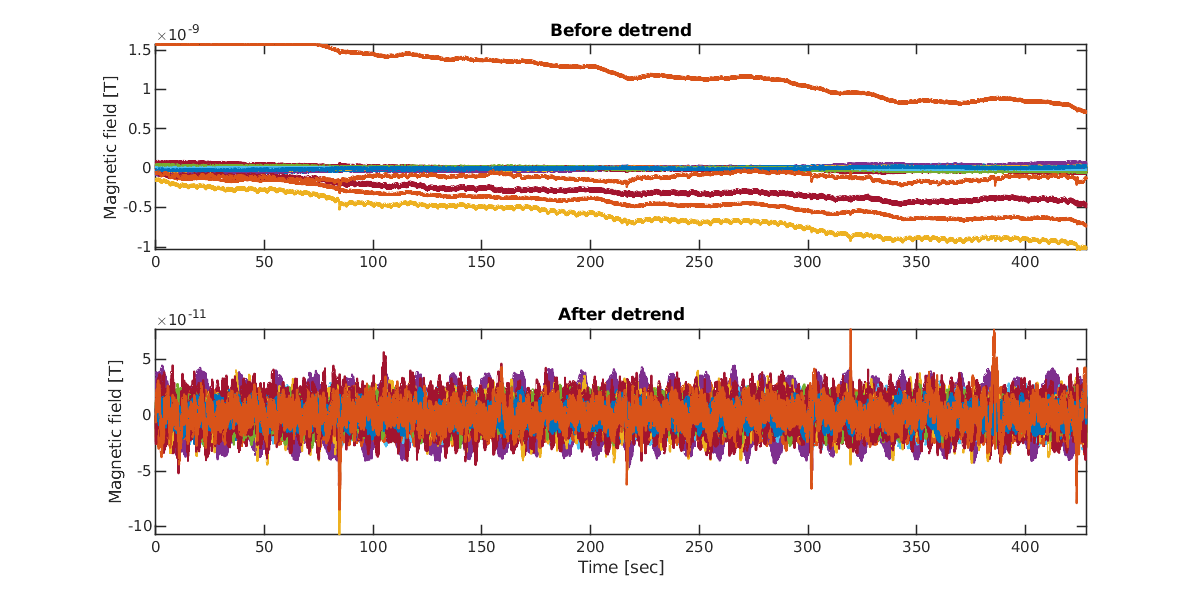 Before detrend
×10-9
Magnetic field [T]
1.5
1
0.5
0
-0.5
-1
0 50 100 150 200 250 300 350 400
After detrend
×10-11
Magnetic field [T]
5
0
-5
-10
0 50 100 150 200 250 300 350 400
Time [sec]